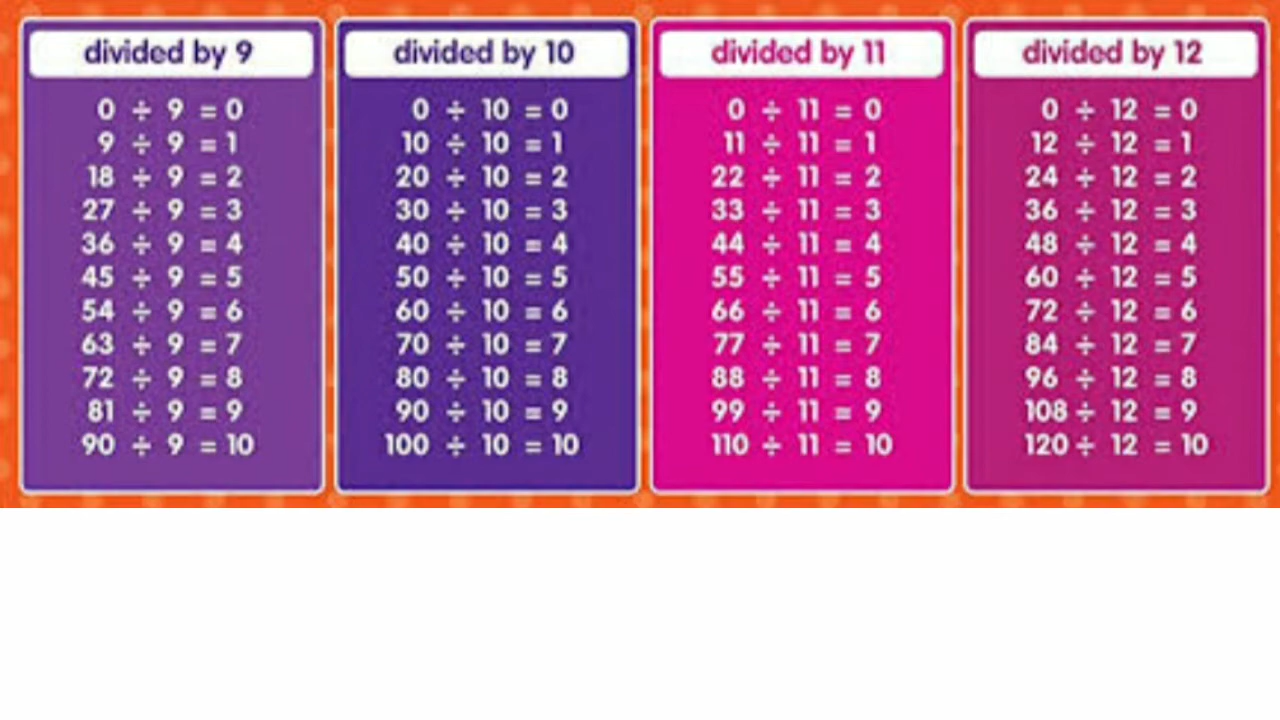 divided by 9
0 ÷ 9 = 0
9 ÷ 9 = 1
18 ÷ 9 = 2
27 ÷ 9 = 3
36 ÷ 9 = 4
45 ÷ 9 = 5
54 ÷ 9 = 6
63 ÷ 9 = 7
72 ÷ 9 = 8
81 ÷ 9 = 9
90 ÷ 9 = 10
divided by 10
0 ÷ 10 = 0
10 ÷ 10 = 1
20 ÷ 10 = 2
30 ÷ 10 = 3
40 ÷ 10 = 4
50 ÷ 10 = 5
60 ÷ 10 = 6
70 ÷ 10 = 7
80 ÷ 10 = 8
90 ÷ 10 = 9
100 ÷ 10 = 10
divided by 11
0 ÷ 11 = 0
11 ÷ 11 = 1
22 ÷ 11 = 2
33 ÷ 11 = 3
44 ÷ 11 = 4
55 ÷ 11 = 5
66 ÷ 11 = 6
77 ÷ 11 = 7
88 ÷ 11 = 8
99 ÷ 11 = 9
110 ÷ 11 = 10
divided by 12
0 ÷ 12 = 0
12 ÷ 12 = 1
24 ÷ 12 = 2
36 ÷ 12 = 3
48 ÷ 12 = 4
60 ÷ 12 = 5
72 ÷ 12 = 6
84 ÷ 12 = 7
96 ÷ 12 = 8
108 ÷ 12 = 9
120 ÷ 12 = 10